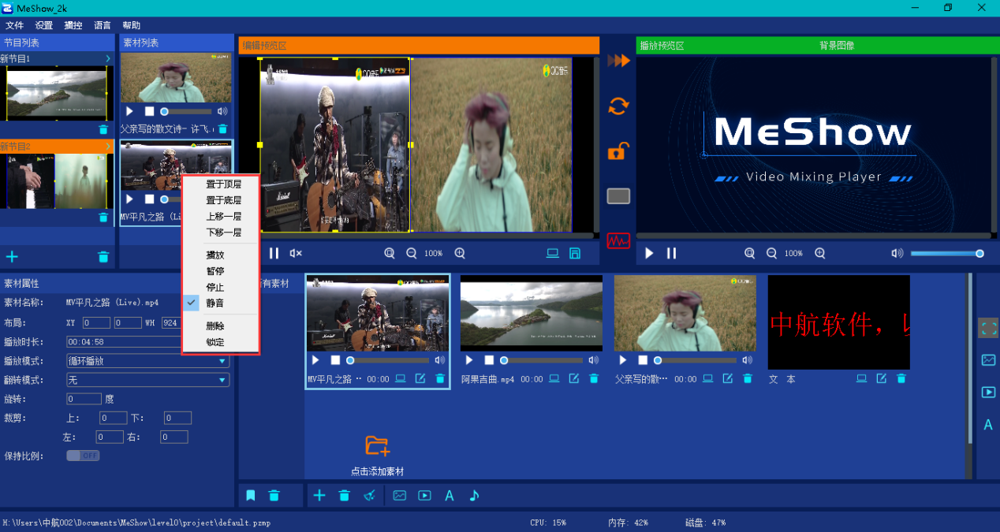 MeShow_2k
文件 设置 播控 语言 帮助
节目列表
素材列表
编辑预览区
播放预览区
背景图像
新节目1
新节目2
父亲写的散文诗- 许飞.
MV平凡之路 (Li
置于顶层
置于底层
上移一层
下移一层
播放
暂停
停止
静音
删除
锁定
QQ音乐
QQ音乐
Marshall
MeShow
Video Mixing Player
100%
100%
素材属性
素材名称: MV平凡之路 (Live).mp4
布局: XY 0 0 WH 924
播放时长: 00:04:58
播放模式: 循环播放
翻转模式: 无
旋转: 0 度
裁剪: 上: 0 下: 0
左: 0 右: 0
保持比例: OFF
有素材
MV平凡之路 ·· 00:00
阿果吉曲.mp4 00:00
父亲写的散·· 00:00
文 本
中航软件，
点击添加素材
A
A
H:\Users\中航002\Documents\MeShow\level0\project\default.pzmp
CPU: 15%
内存: 42%
磁盘: 47%